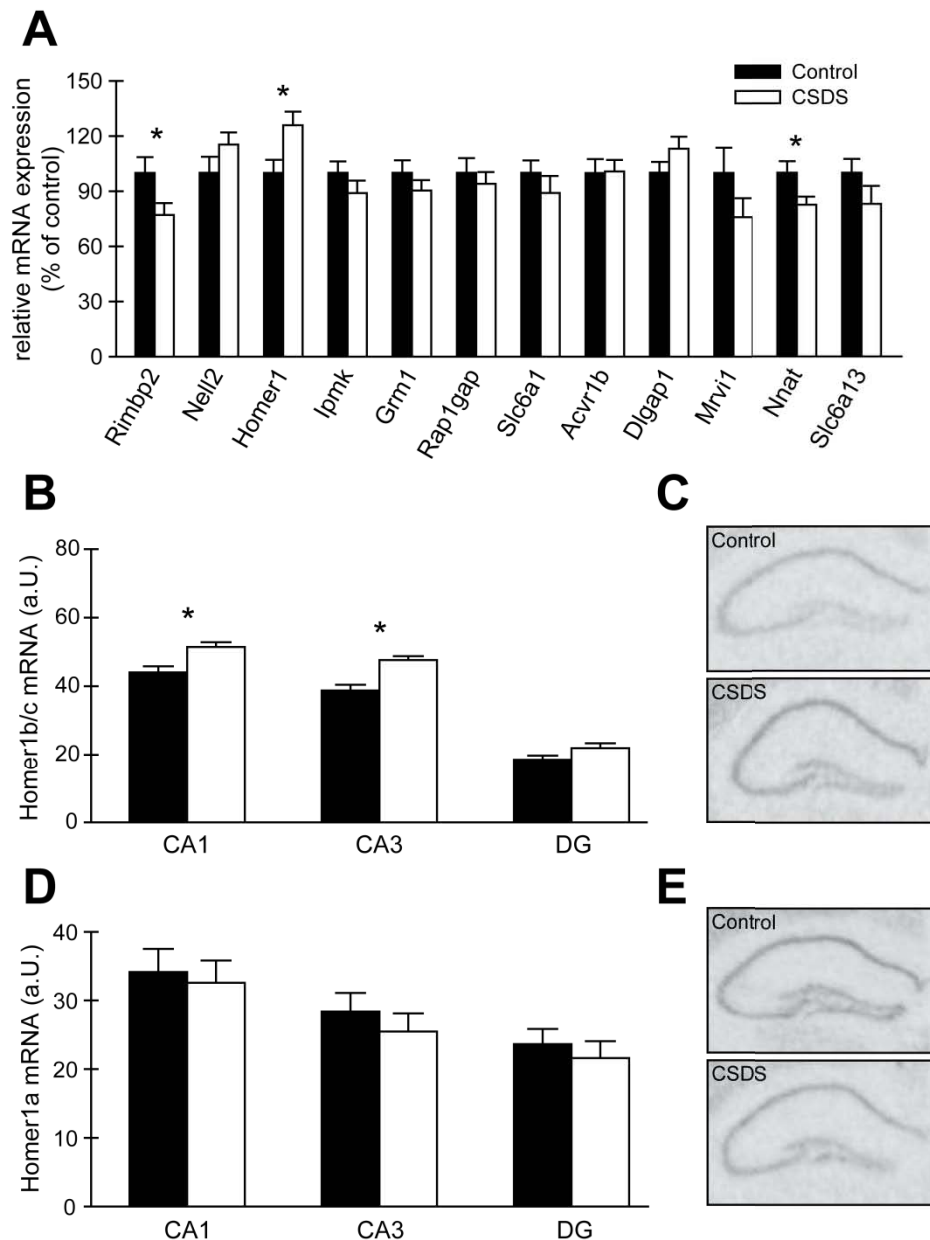 A
Control
CSDS
relative mRNA expression
(% of control)
150
120
90
60
30
0
*
*
*
Rimbp2
Nell2
Homer1
Ipmk
Grm1
Rap1gap
Slc6a1
Acvr1b
Dlgap1
Mrvi1
Nnat
Slc6a13
B
Homer1b/c mRNA (a.U.)
80
60
40
20
0
*
*
CA1
CA3
DG
C
Control
CSDS
D
Homer1a mRNA (a.U.)
40
30
20
10
0
CA1
CA3
DG
E
Control
CSDS